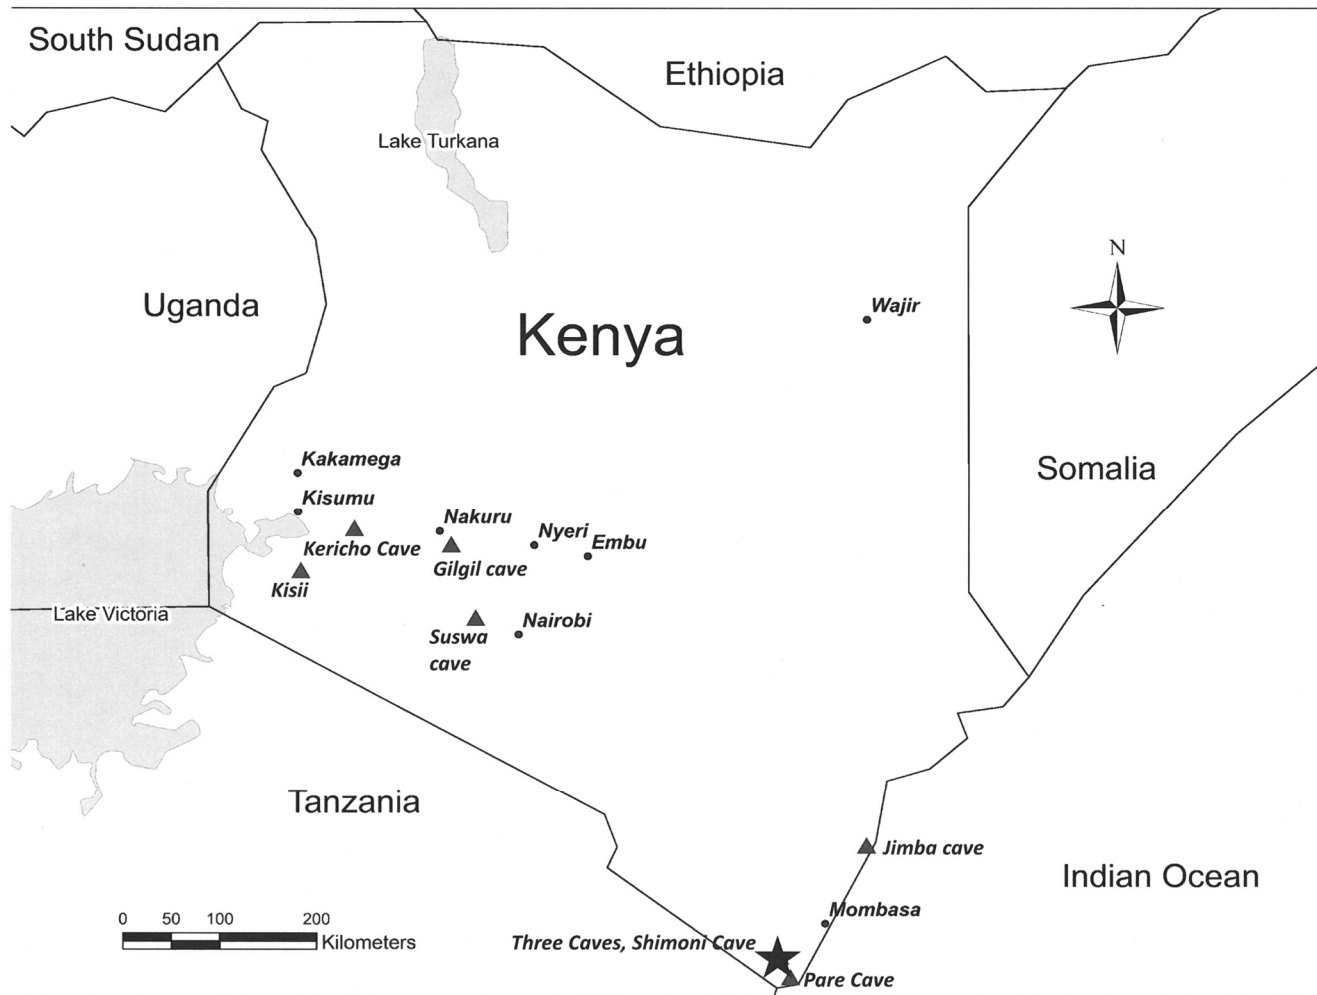 South Sudan
Ethiopia
Lake Turkana
N
Uganda
Wajir
Kenya
Kakamega
Somalia
Kisumu
Nakuru
Nyeri
Embu
Kericho Cave
Gilgil cave
Kisii
Lake Victoria
Nairobi
Suswa
cave
Tanzania
Jimba cave
Indian Ocean
Mombasa
0 50 100 200
Kilometers
Three Caves, Shimoni Cave
Pare Cave